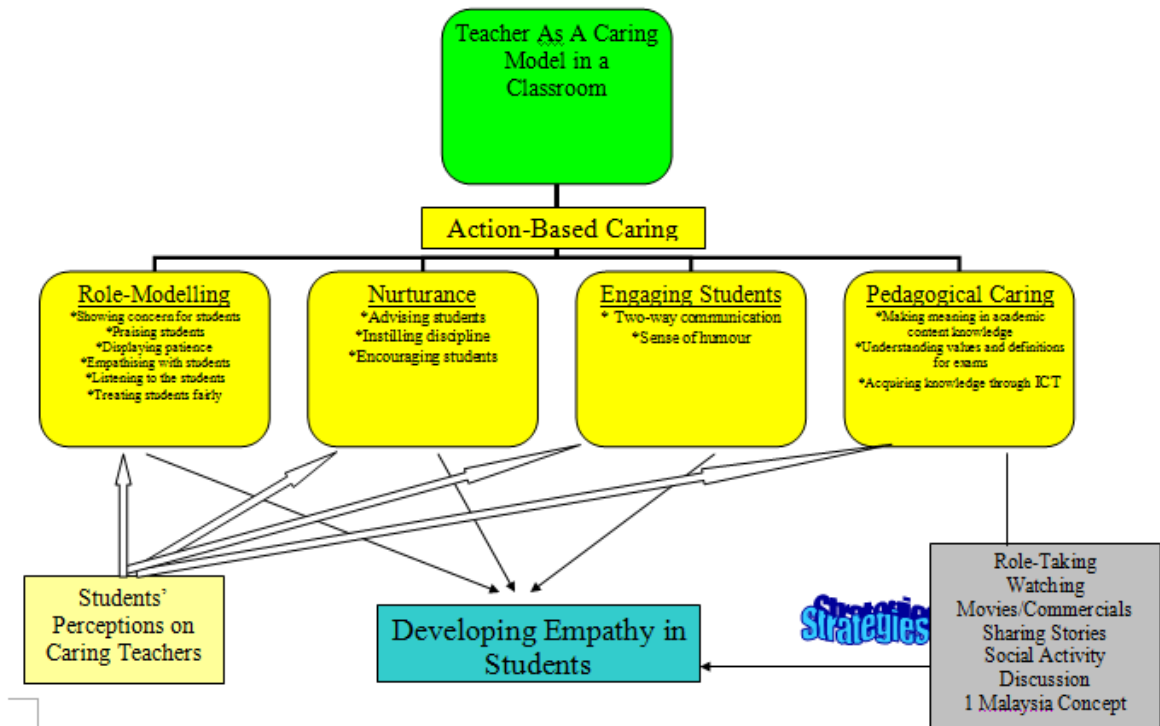 Teacher As A Caring
Model in a
Classroom
Action-Based Caring
Role-Modelling
*Showing concern for students
*Praising students
*Displaying patience
*Empathising with students
*Listening to the students
*Treating students fairly
Nurturance
*Advising students
*Instilling discipline
*Encouraging students
Engaging Students
* Two-way communication
*Sense of humour
Pedagogical Caring
*Making meaning in academic
content knowledge
*Understanding values and definitions
for exams
*Acquiring knowledge through ICT
Students'
Perceptions on
Caring Teachers
Developing Empathy in
Students
Strategies
Role-Taking
Watching
Movies/Commercials
Sharing Stories
Social Activity
Discussion
1 Malaysia Concept